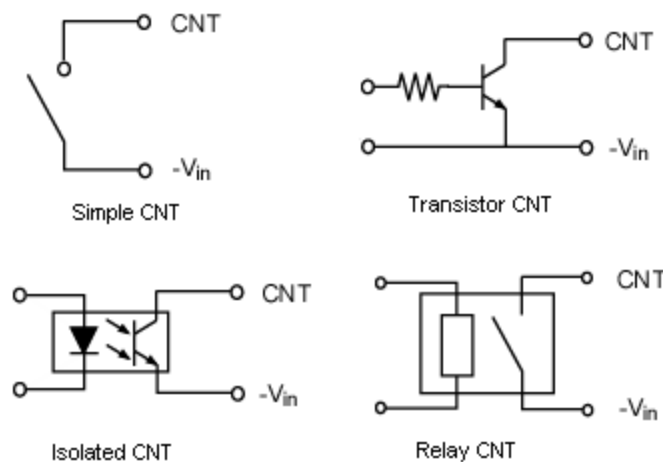 CNT
-Vin
Simple CNT
CNT
-Vin
Transistor CNT
CNT
-Vin
Isolated CNT
CNT
-Vin
Relay CNT